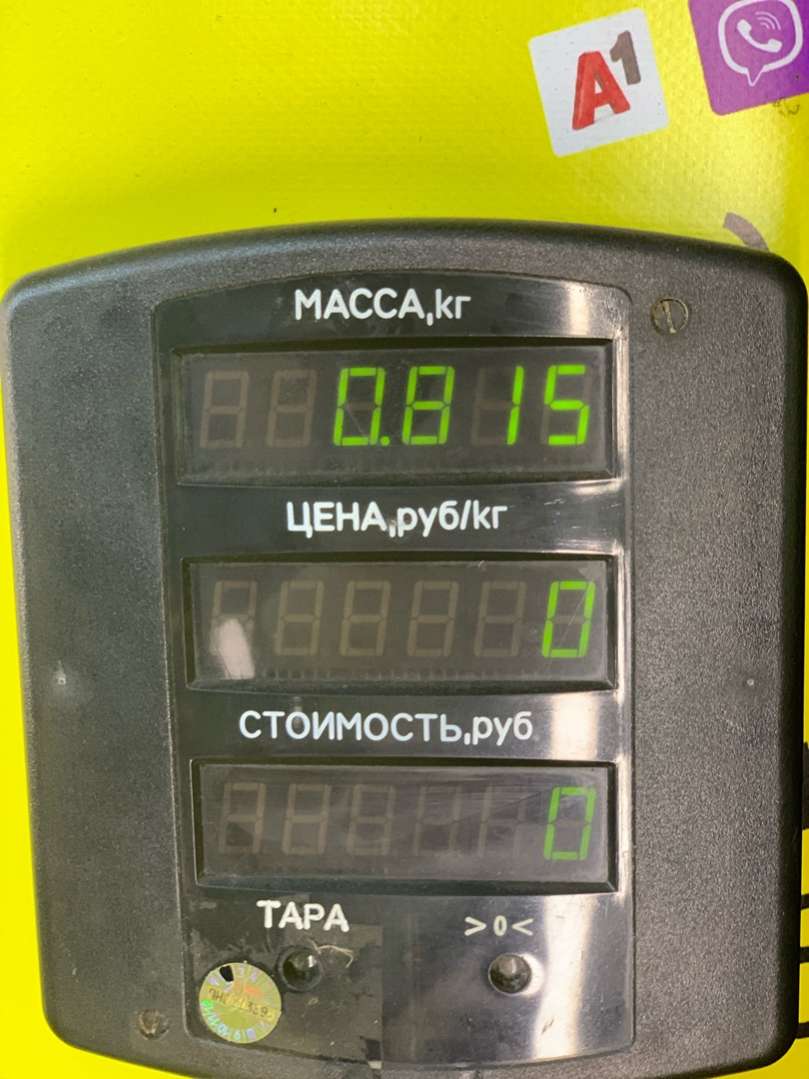 A1
МАССА,кг
0.815
ЦЕНА,руб/кг
0
СТОИМОСТЬ,руб
0
ТАРА >0<